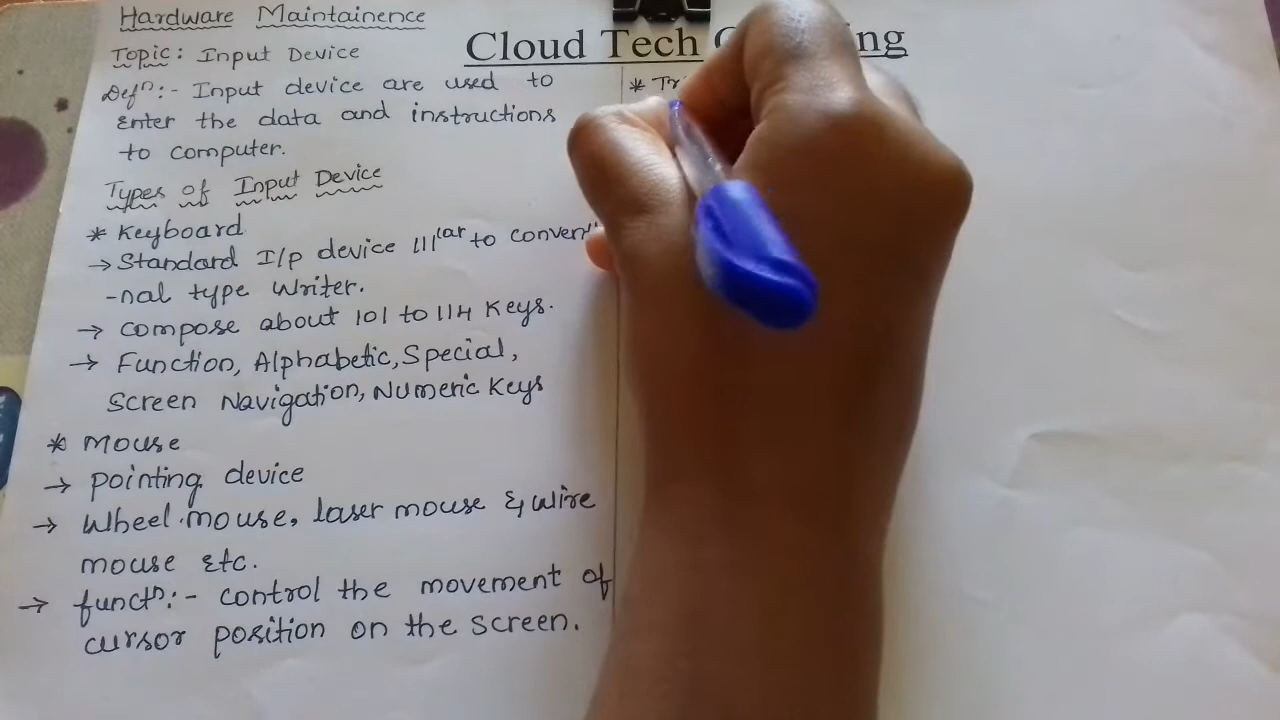 Hardware Maintainence
Topic: Input Device
Defn:- Input device are used to
Enter the data and instructions
to computer.
Types of Input Device
* Keyboard
→ Standard I/p device lllar to conventi
-nal type writer.
→ compose about 101 to 114 Keys.
→ Function, Alphabetic, Special,
Screen Navigation, Numeric Keys
* Mouse
→ pointing device
→ Wheel mouse, laser mouse & wire
mouse Etc.
→ functn:- control the movement of
cursor position on the screen.
Cloud Tech
* Tr